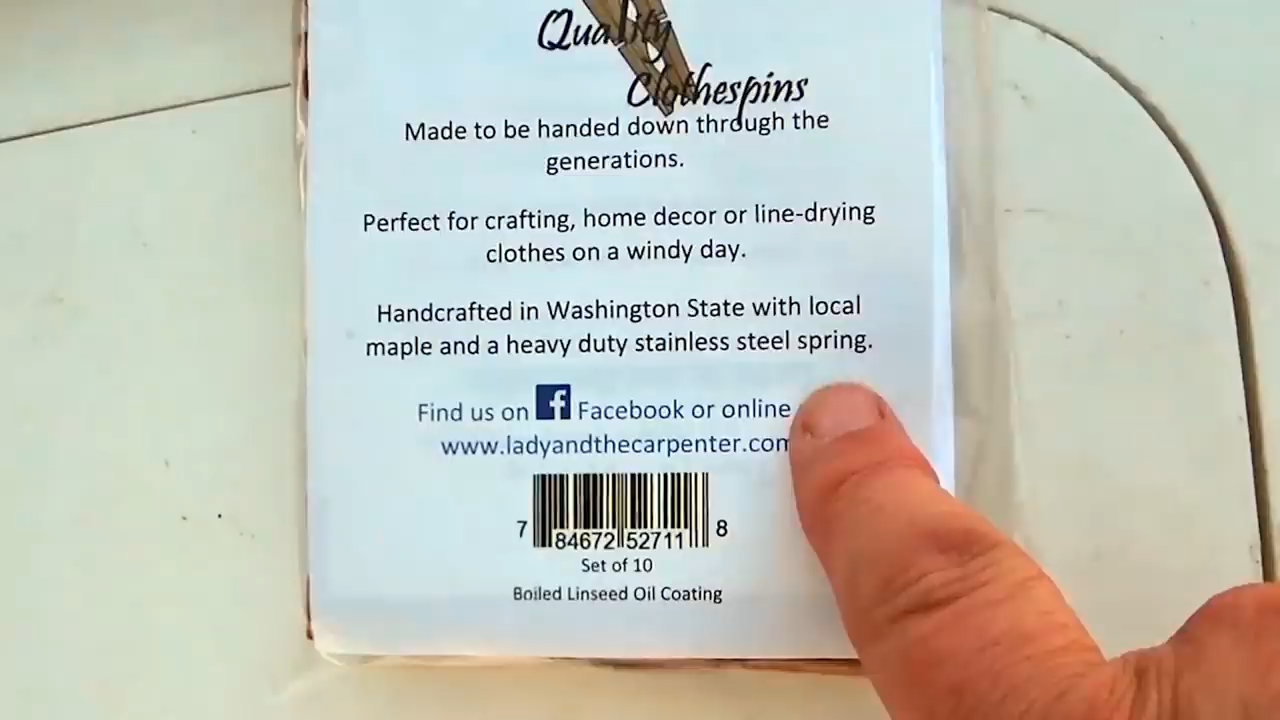 Quality
Clothespins
Made to be handed down through the
generations.
Perfect for crafting, home decor or line-drying
clothes on a windy day.
Handcrafted in Washington State with local
maple and a heavy duty stainless steel spring.
Find us on f Facebook or online
www.ladyandthecarpenter.com
7 84672 52711 8
Set of 10
Boiled Linseed Oil Coating